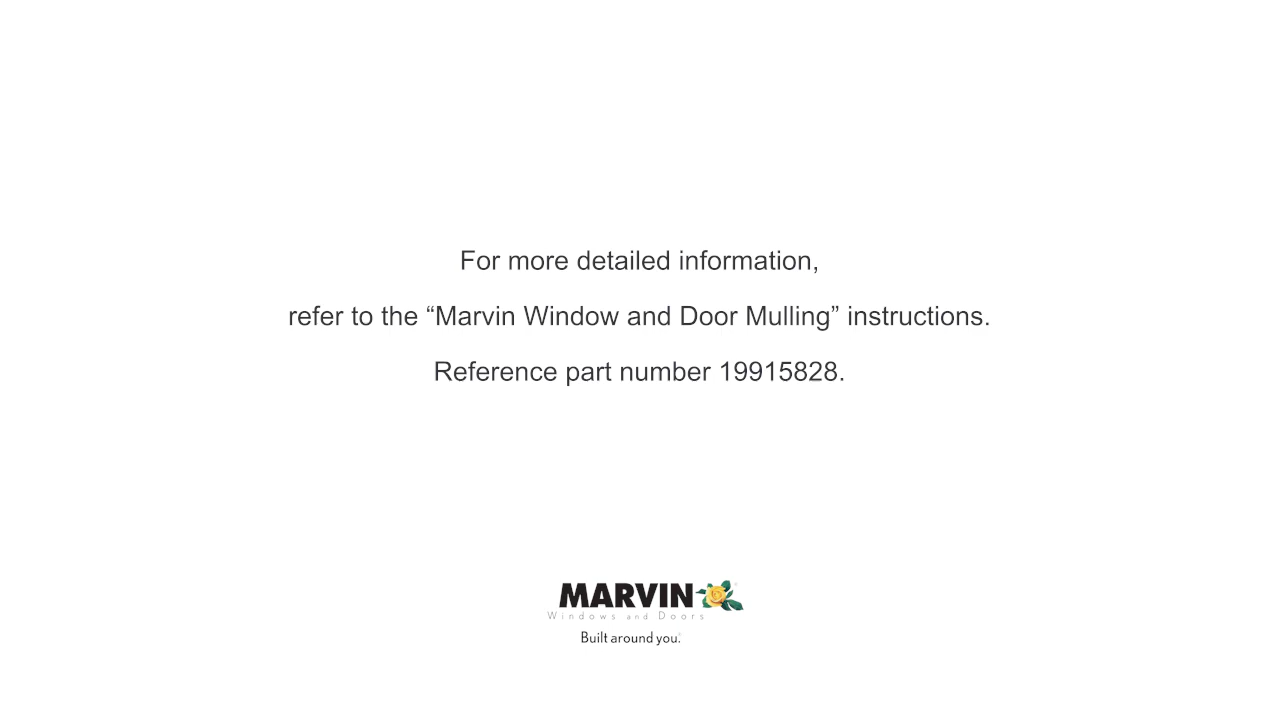 For more detailed information,
refer to the “Marvin Window and Door Mulling” instructions.
Reference part number 19915828.
MARVIN
Windows and Doors
Built around you.